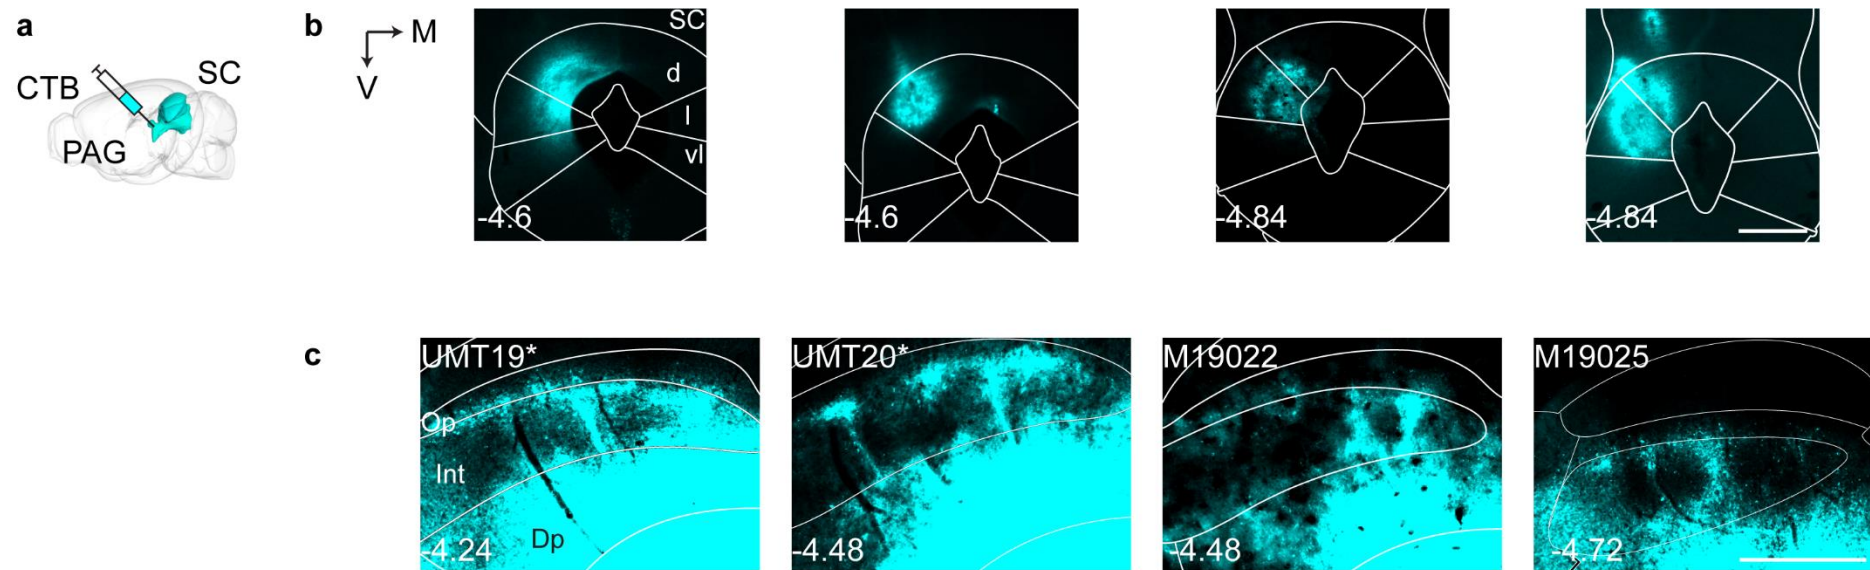 a
CTB
SC
PAG
b
M
V
SC
d
l
vl
-4.6
-4.6
-4.84
-4.84
c
UMT19*
Op
Int
Dp
-4.24
UMT20*
-4.48
M19022
-4.48
M19025
-4.72